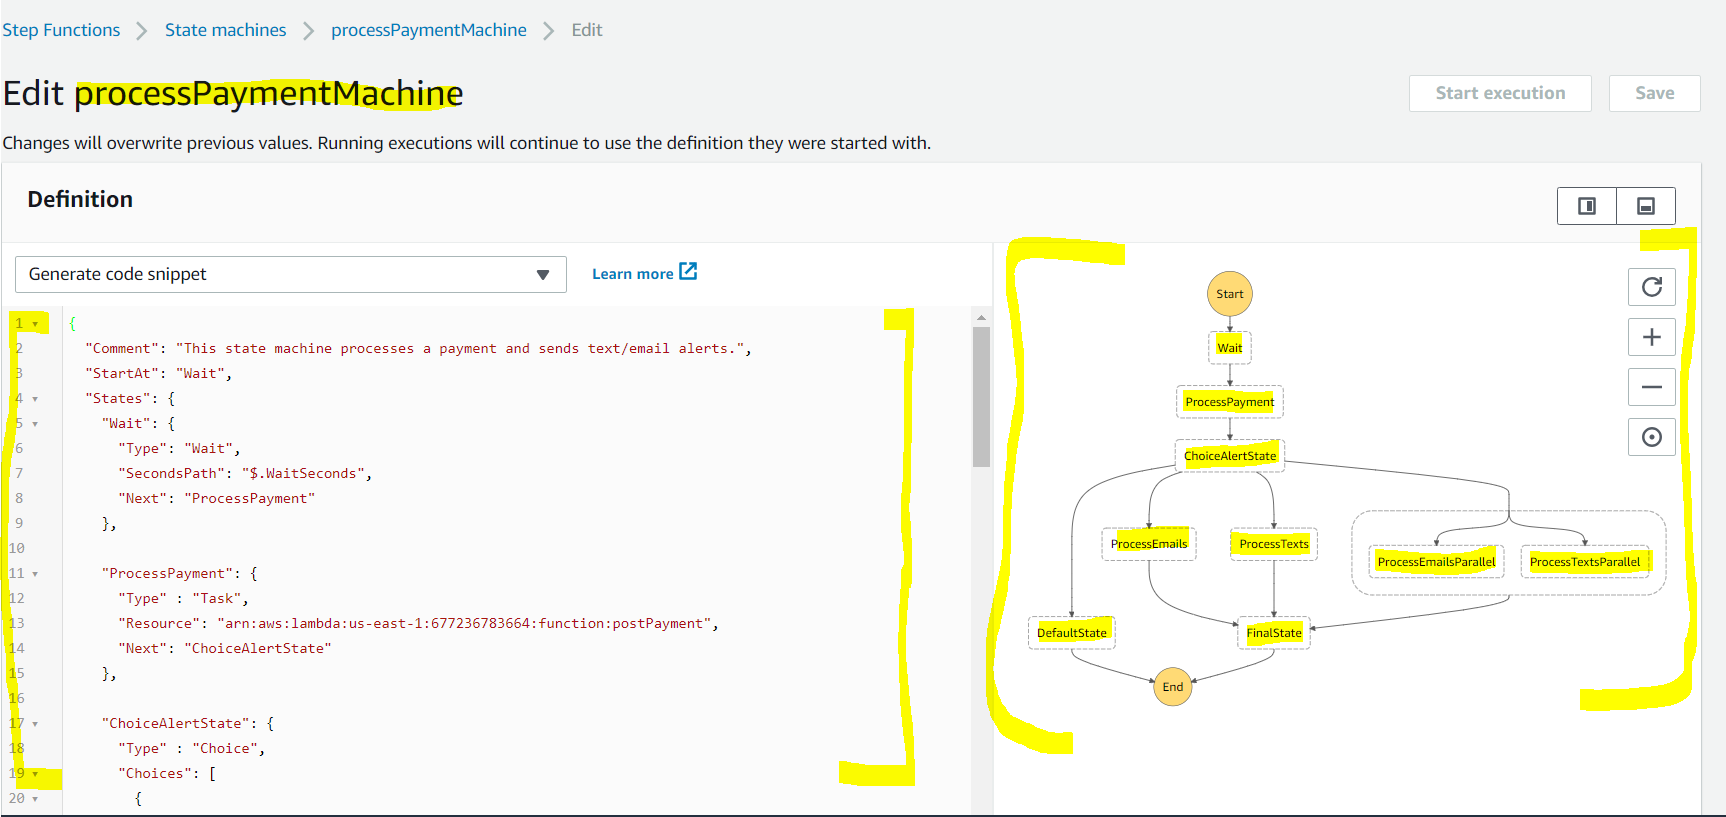 Step Functions > State machines > processPaymentMachine > Edit
Edit processPaymentMachine
Start execution
Save
Changes will overwrite previous values. Running executions will continue to use the definition they were started with.
Definition
Generate code snippet
Learn more
1 {
2 "Comment": "This state machine processes a payment and sends text/email alerts.",
3 "StartAt": "Wait",
4 "States": {
5 "Wait": {
6 "Type": "Wait",
7 "SecondsPath": "$.WaitSeconds",
8 "Next": "ProcessPayment"
9 },
10
11 "ProcessPayment": {
12 "Type" : "Task",
13 "Resource": "arn:aws:lambda:us-east-1:677236783664:function:postPayment",
14 "Next": "ChoiceAlertState"
15 },
16
17 "ChoiceAlertState": {
18 "Type" : "Choice",
19 "Choices": [
20 {
Start
Wait
ProcessPayment
ChoiceAlertState
ProcessEmails
ProcessTexts
ProcessEmailsParallel
ProcessTextsParallel
DefaultState
FinalState
End